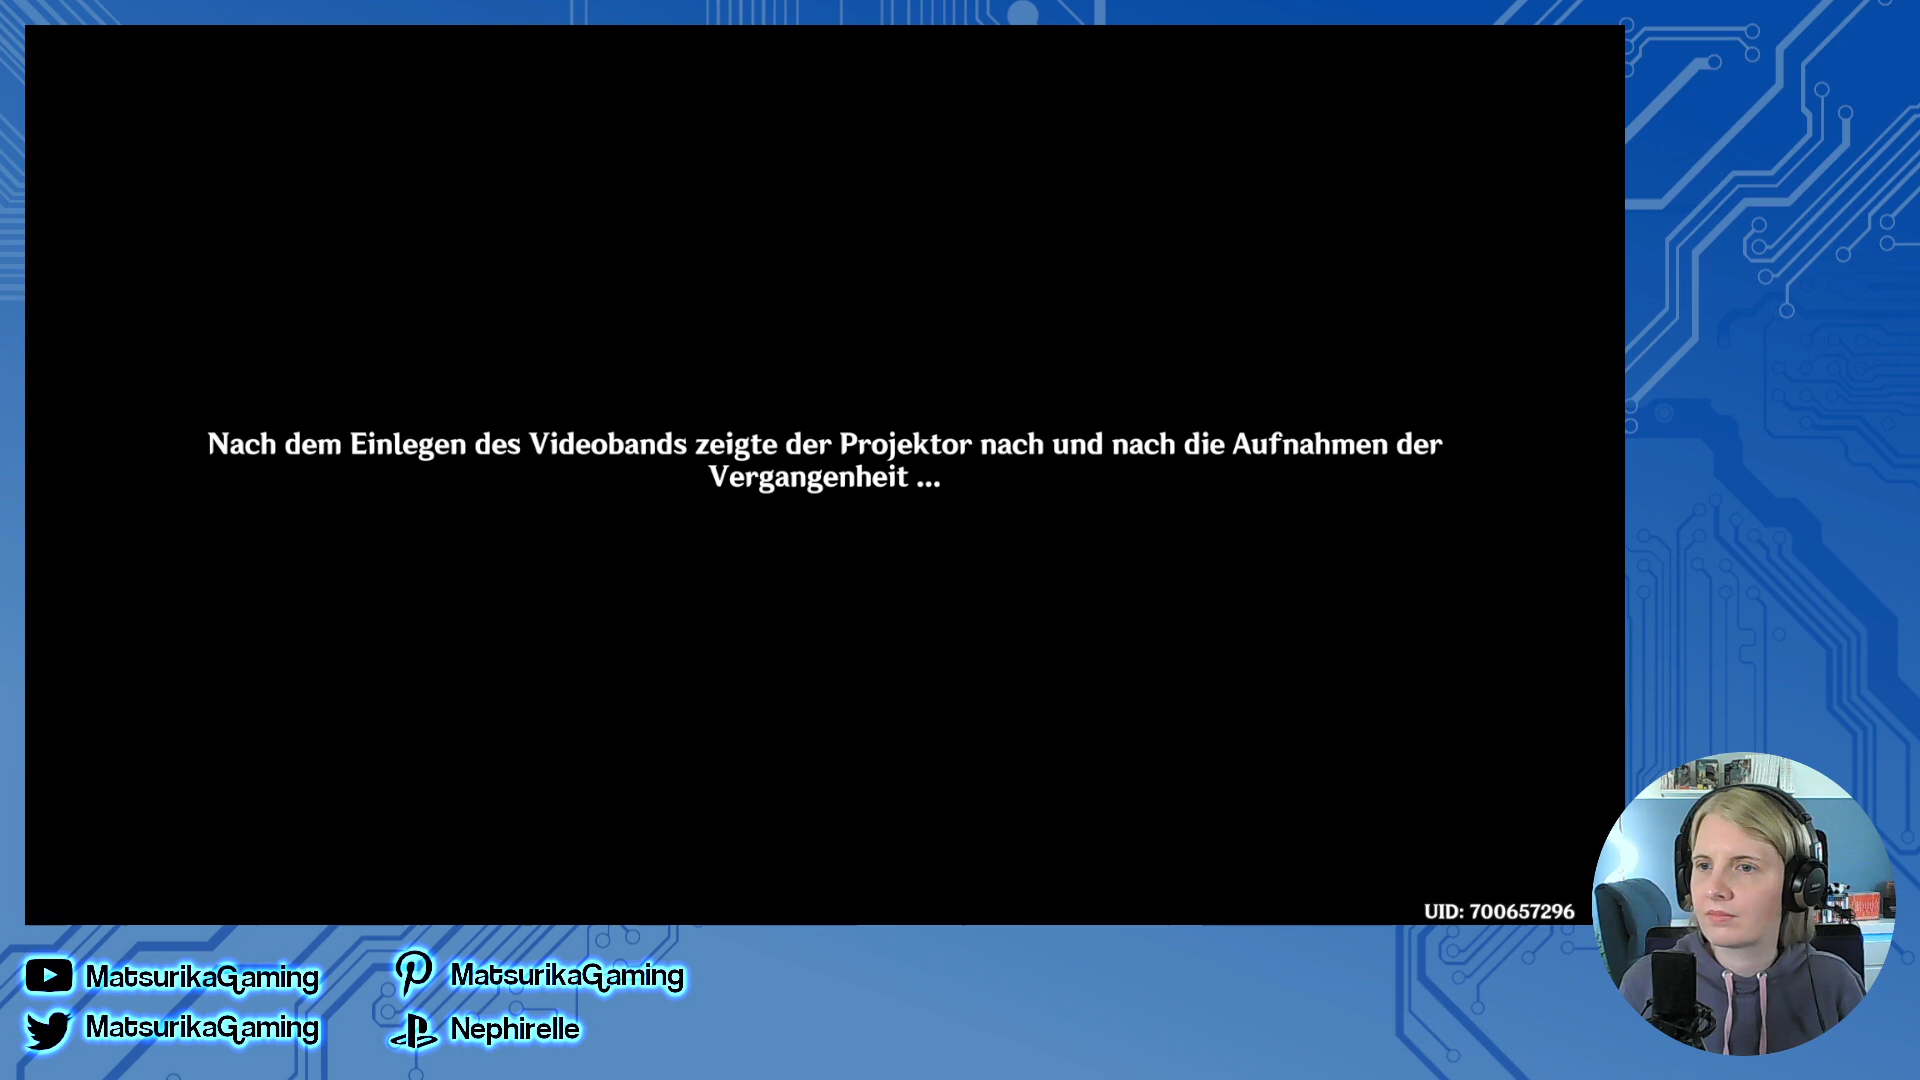 Nach dem Einlegen des Videobands zeigte der Projektor nach und nach die Aufnahmen der
Vergangenheit ...
UID: 700657296
MatsurikaGaming
MatsurikaGaming
MatsurikaGaming
Nephirelle